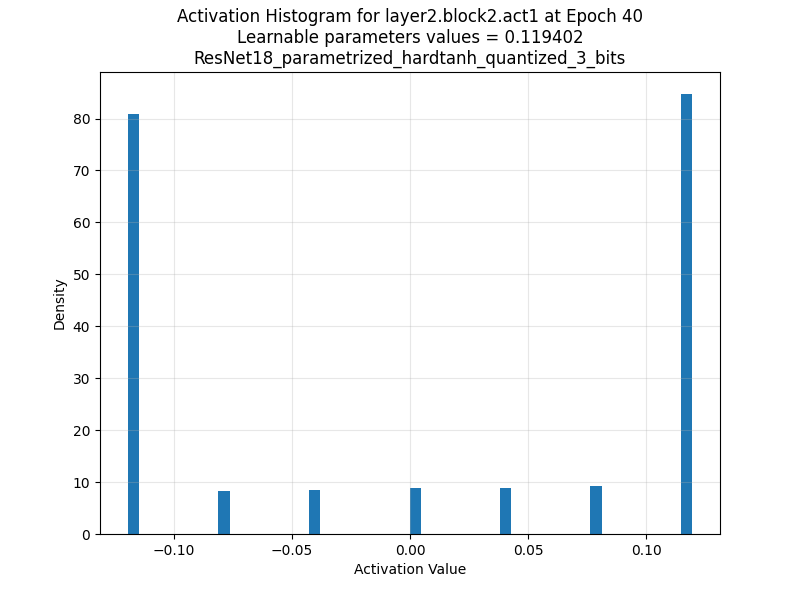 Activation Histogram for layer2.block2.act1 at Epoch 40
Learnable parameters values = 0.119402
ResNet18_parametrized_hardtanh_quantized_3_bits
Density
80
70
60
50
40
30
20
10
0
−0.10
−0.05
0.00
0.05
0.10
Activation Value